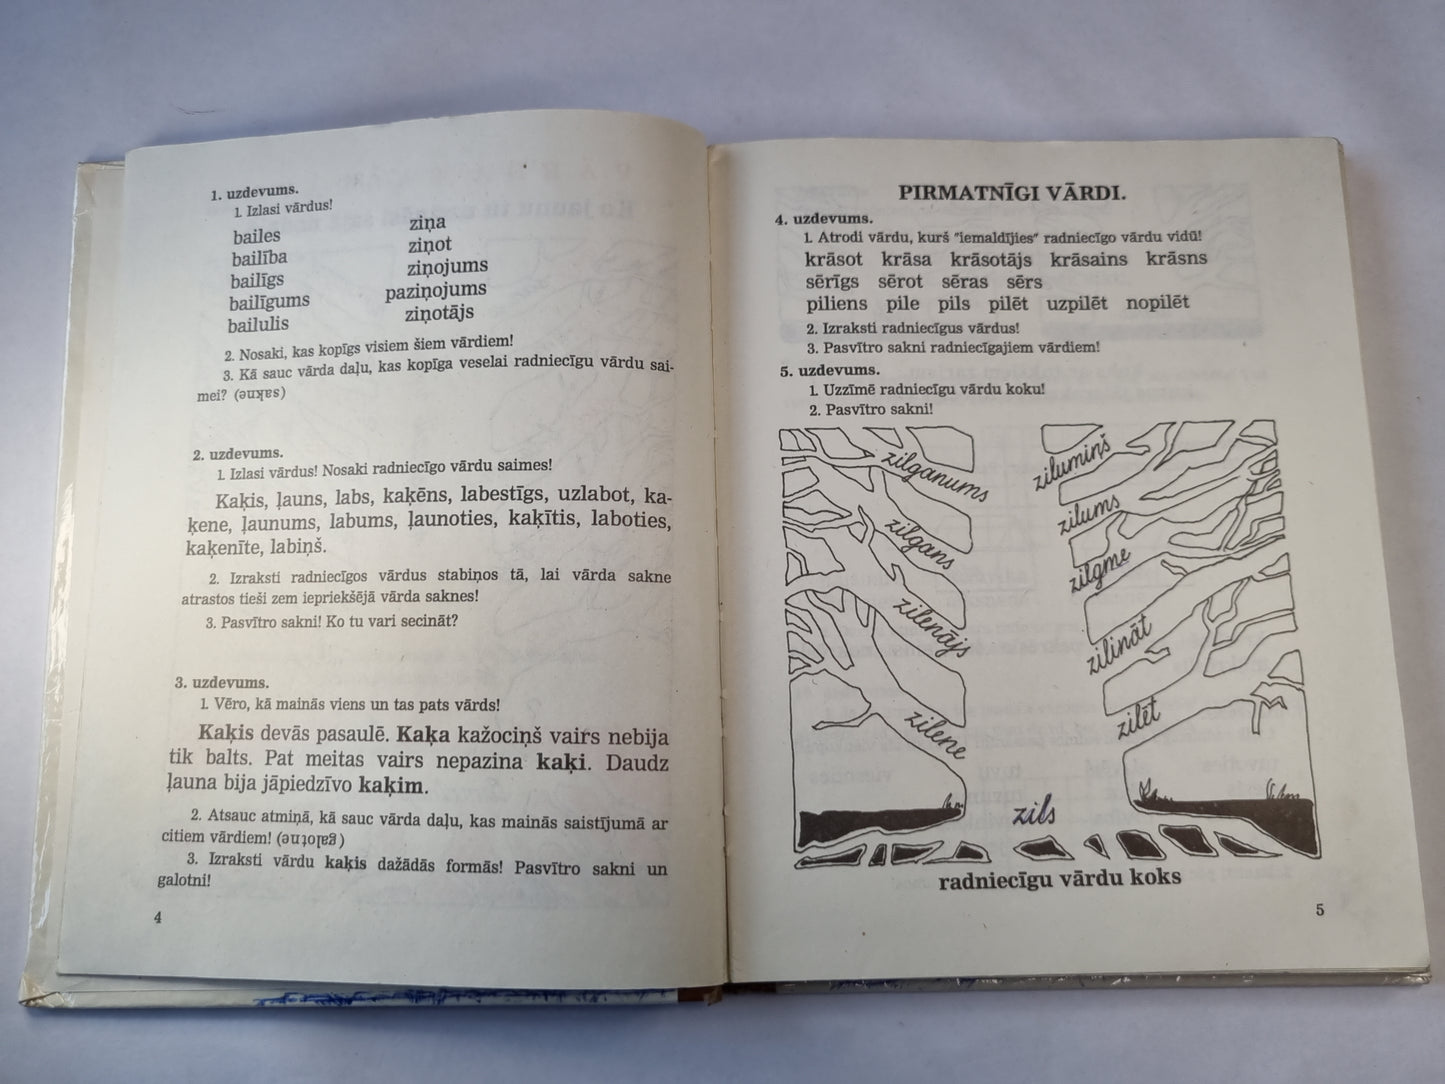 1. uzdevums.
1. Izlasi vārdus!
bailes ziņa
bailība ziņot
bailīgs ziņojums
bailīgums paziņojums
bailulis ziņotājs
2. Nosaki, kas kopīgs visiem šiem vārdiem!
3. Kā sauc vārda daļu, kas kopīga veselai radniecīgu vārdu sai-
mei? (sakne)
2. uzdevums.
1. Izlasi vārdus! Nosaki radniecīgo vārdu saimes!
Kaķis, ļauns, labs, kaķēns, labestīgs, uzlabot, ka-
ķene, ļaunums, labums, ļaunoties, kaķītis, laboties,
kaķenīte, labiņš.
2. Izraksti radniecīgos vārdus stabiņos tā, lai vārda sakne
atrastos tieši zem iepriekšējā vārda saknes!
3. Pasvītro sakni! Ko tu vari secināt?
3. uzdevums.
1. Vēro, kā mainās viens un tas pats vārds!
Kaķis devās pasaulē. Kaķa kažociņš vairs nebija
tik balts. Pat meitas vairs nepazina kaķi. Daudz
ļauna bija jāpiedzīvo kaķim.
2. Atsauc atmiņā, kā sauc vārda daļu, kas mainās saistījumā ar
citiem vārdiem! (galotne)
3. Izraksti vārdu kaķis dažādās formās! Pasvītro sakni un
galotni!
4
PIRMATNĪGI VĀRDI.
4. uzdevums.
1. Atrodi vārdu, kurš "iemaldījies" radniecīgo vārdu vidū!
krāsot krāsa krāsotājs krāsains krāsns
sērīgs sērot sēras sērs
piliens pile pils pilēt uzpilēt nopilēt
2. Izraksti radniecīgus vārdus!
3. Pasvītro sakni radniecīgajiem vārdiem!
5. uzdevums.
1. Uzzīmē radniecīgu vārdu koku!
2. Pasvītro sakni!
zilganums
zilgans
zilenājs
zilene
zilumiņš
zilums
zilgme
zilināt
zilēt
zils
radniecīgu vārdu koks
5